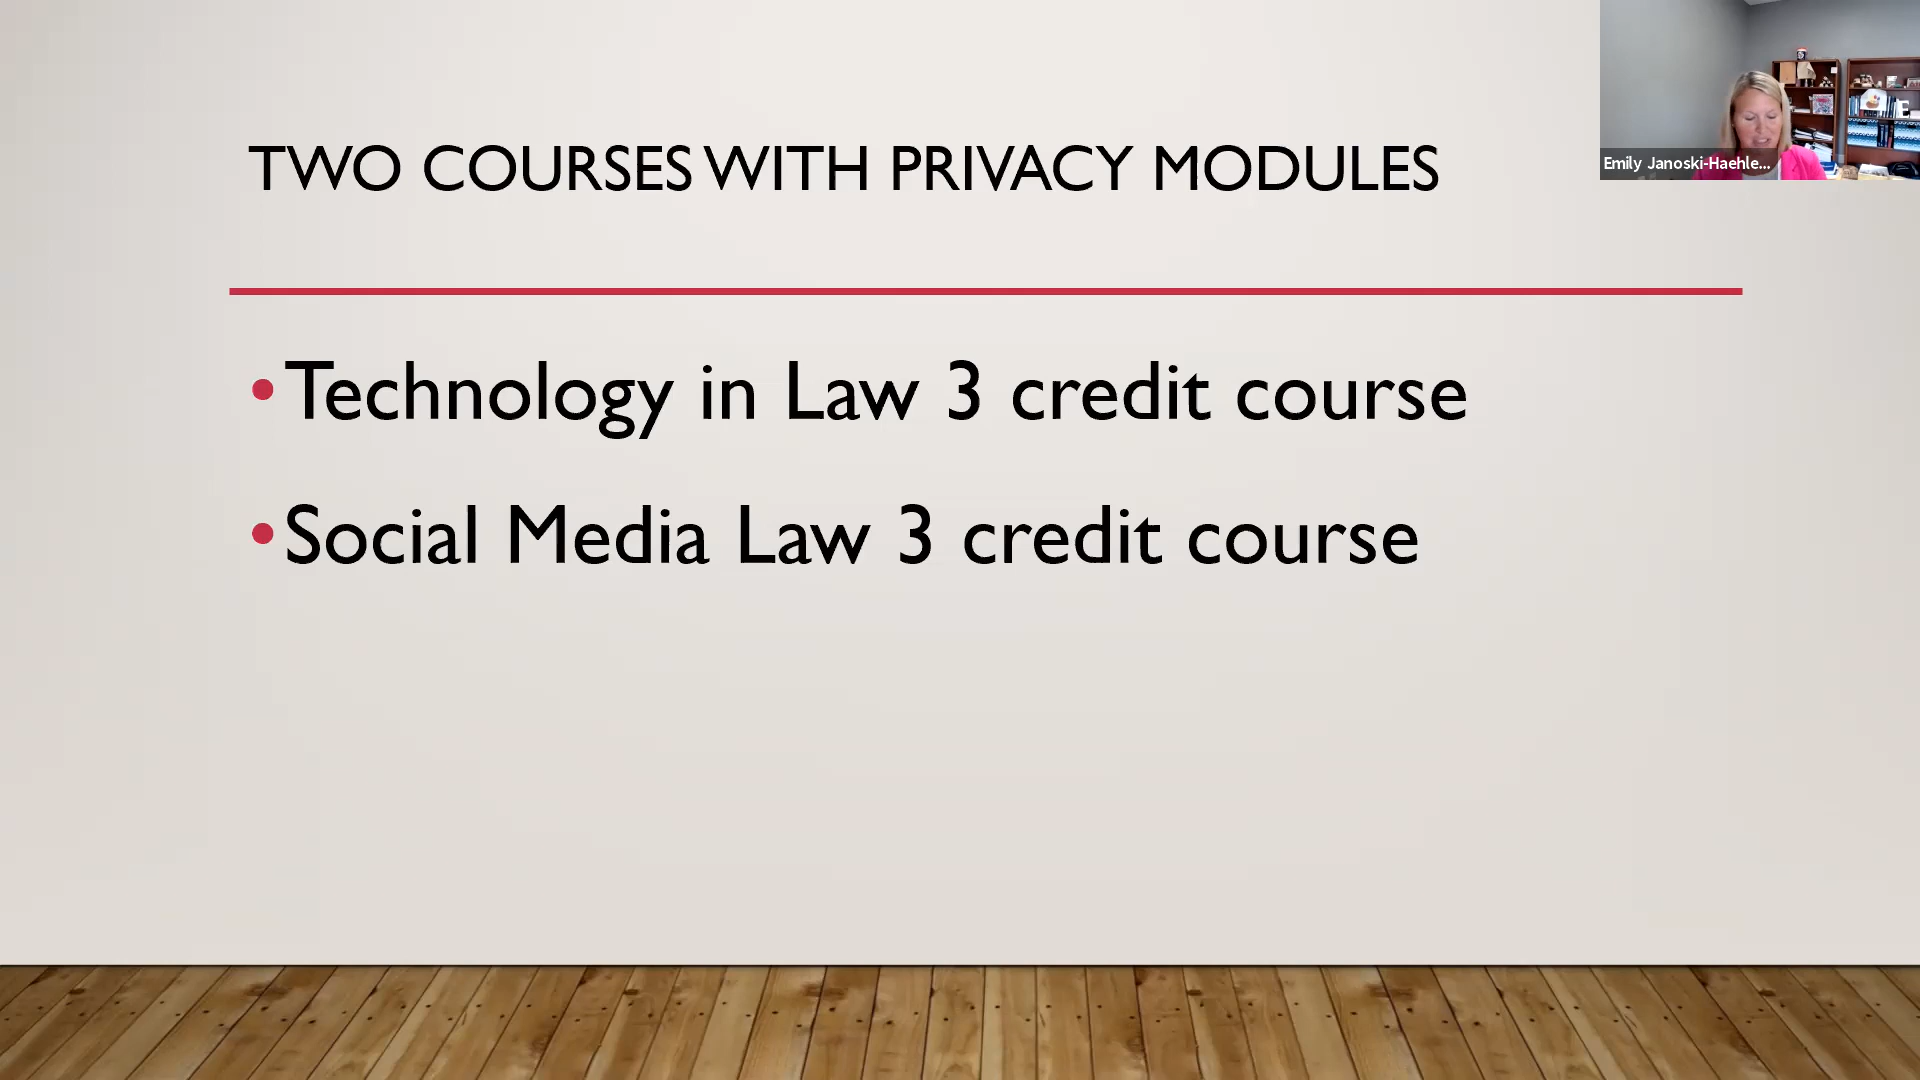 TWO COURSES WITH PRIVACY MODULES
•Technology in Law 3 credit course
•Social Media Law 3 credit course
Emily Janoski-Haehle...